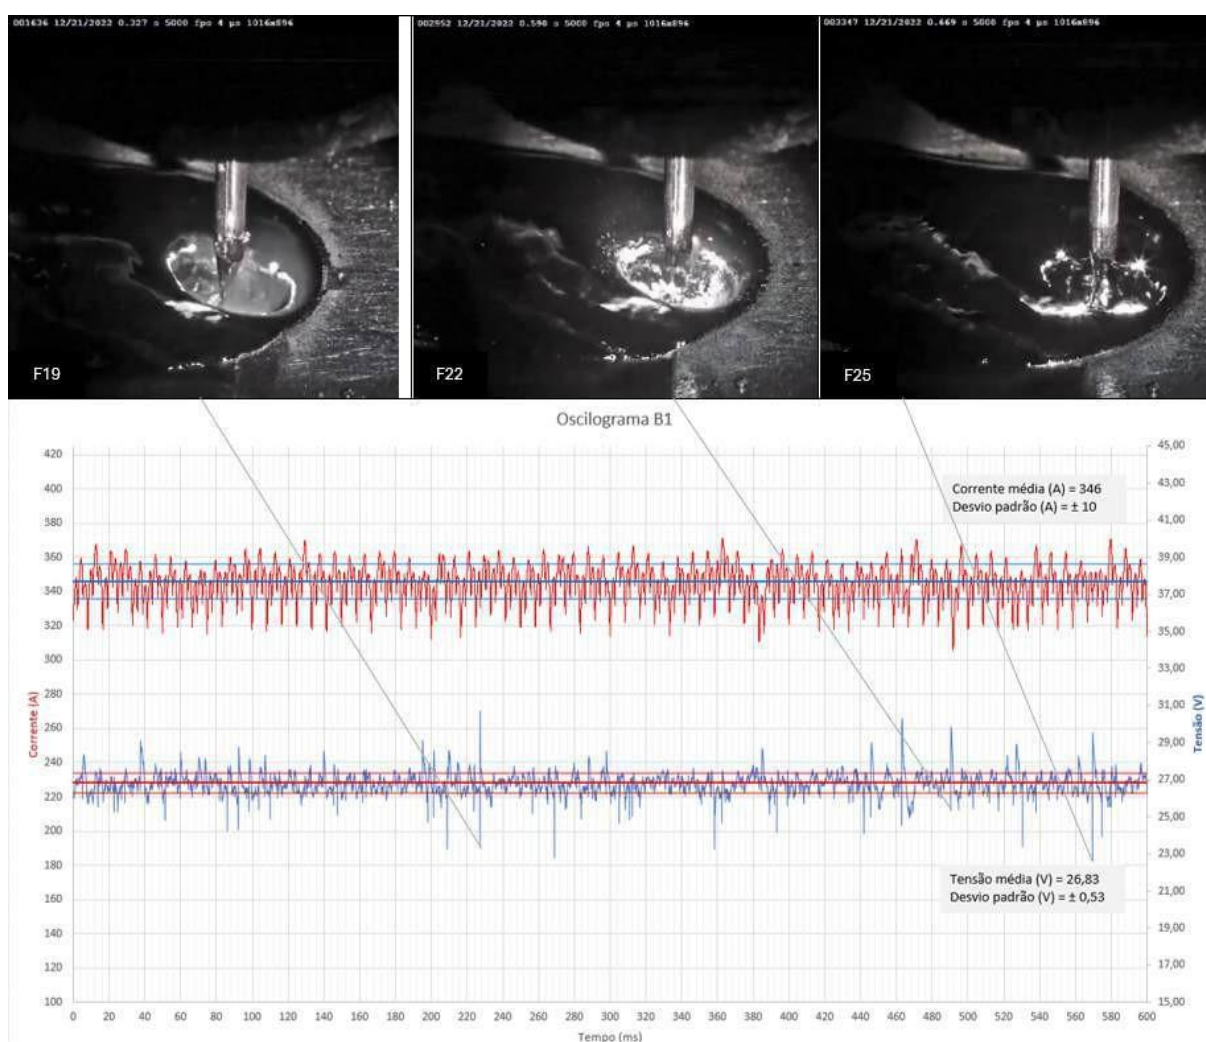 001636 12/21/2022 0.327 s 5000 fps 4 µs 1016x896
002952 12/21/2022 0.590 s 5000 fps 4 µs 1016x896
003347 12/21/2022 0.669 s 5000 fps 4 µs 1016x896
F19
F22
F25
Oscilograma B1
420
400
380
360
340
320
300
280
260
240
220
200
180
160
140
120
100
Corrente (A)
45,00
43,00
41,00
39,00
37,00
35,00
33,00
31,00
29,00
27,00
25,00
23,00
21,00
19,00
17,00
15,00
Tensão (V)
Corrente média (A) = 346
Desvio padrão (A) = ± 10
Tensão média (V) = 26,83
Desvio padrão (V) = ± 0,53
0 20 40 60 80 100 120 140 160 180 200 220 240 260 280 300 320 340 360 380 400 420 440 460 480 500 520 540 560 580 600
Tempo (ms)